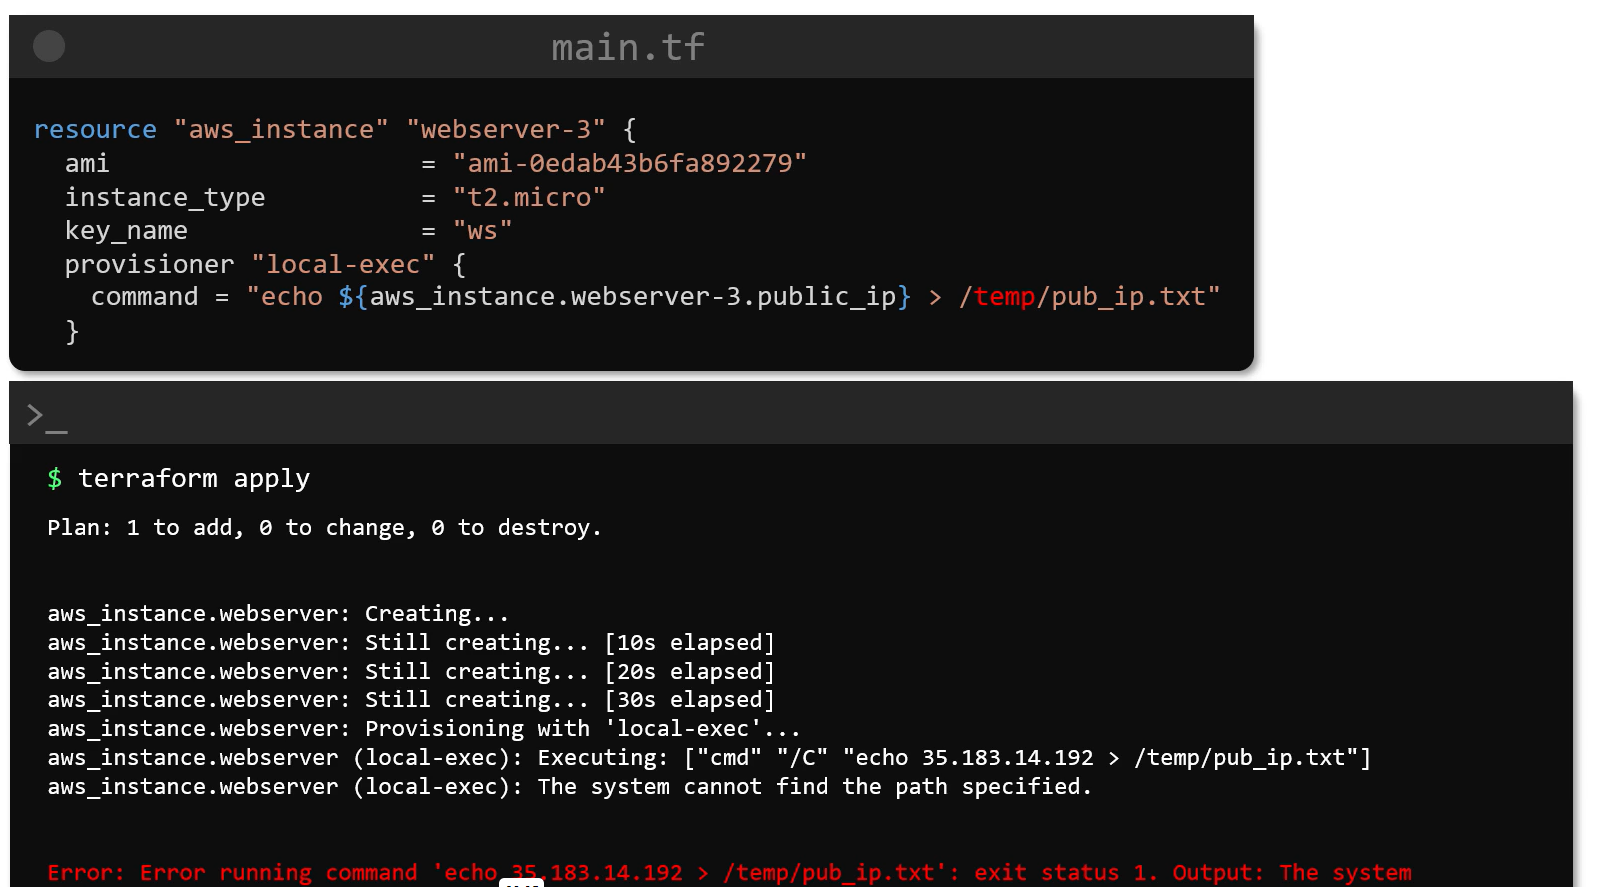 main.tf
resource "aws_instance" "webserver-3" {
  ami                    = "ami-0edab43b6fa892279"
  instance_type          = "t2.micro"
  key_name               = "ws"
  provisioner "local-exec" {
    command = "echo ${aws_instance.webserver-3.public_ip} > /temp/pub_ip.txt"
  }
>_
$ terraform apply
Plan: 1 to add, 0 to change, 0 to destroy.
aws_instance.webserver: Creating...
aws_instance.webserver: Still creating... [10s elapsed]
aws_instance.webserver: Still creating... [20s elapsed]
aws_instance.webserver: Still creating... [30s elapsed]
aws_instance.webserver: Provisioning with 'local-exec'...
aws_instance.webserver (local-exec): Executing: ["cmd" "/C" "echo 35.183.14.192 > /temp/pub_ip.txt"]
aws_instance.webserver (local-exec): The system cannot find the path specified.
Error: Error running command 'echo 35.183.14.192 > /temp/pub_ip.txt': exit status 1. Output: The system